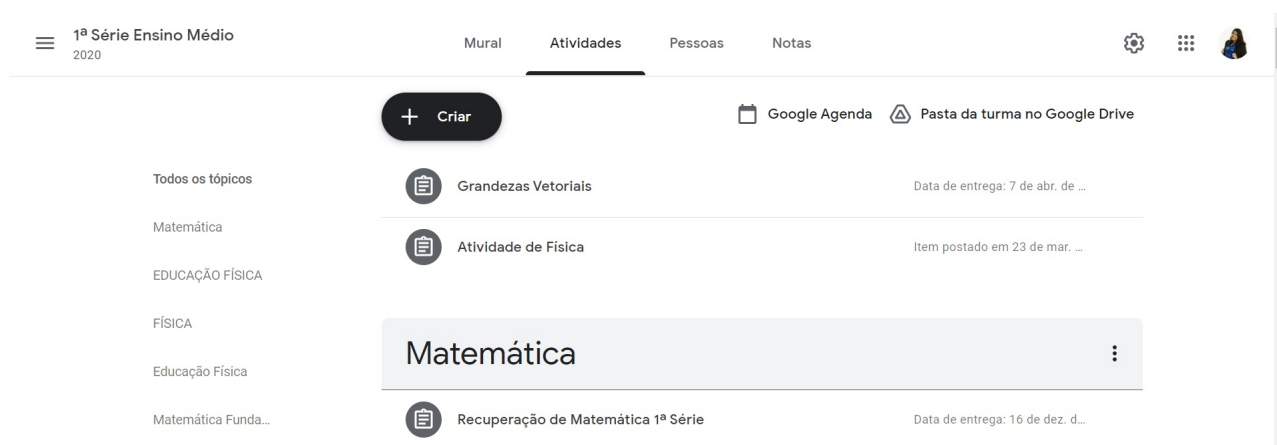 1ª Série Ensino Médio
2020
Mural Atividades Pessoas Notas
Criar
Google Agenda Pasta da turma no Google Drive
Todos os tópicos
Matemática
EDUCAÇÃO FÍSICA
FÍSICA
Educação Física
Matemática Funda...
Grandezas Vetoriais Data de entrega: 7 de abr. de ...
Atividade de Física Item postado em 23 de mar. ...
Matemática
Recuperação de Matemática 1ª Série Data de entrega: 16 de dez. d...